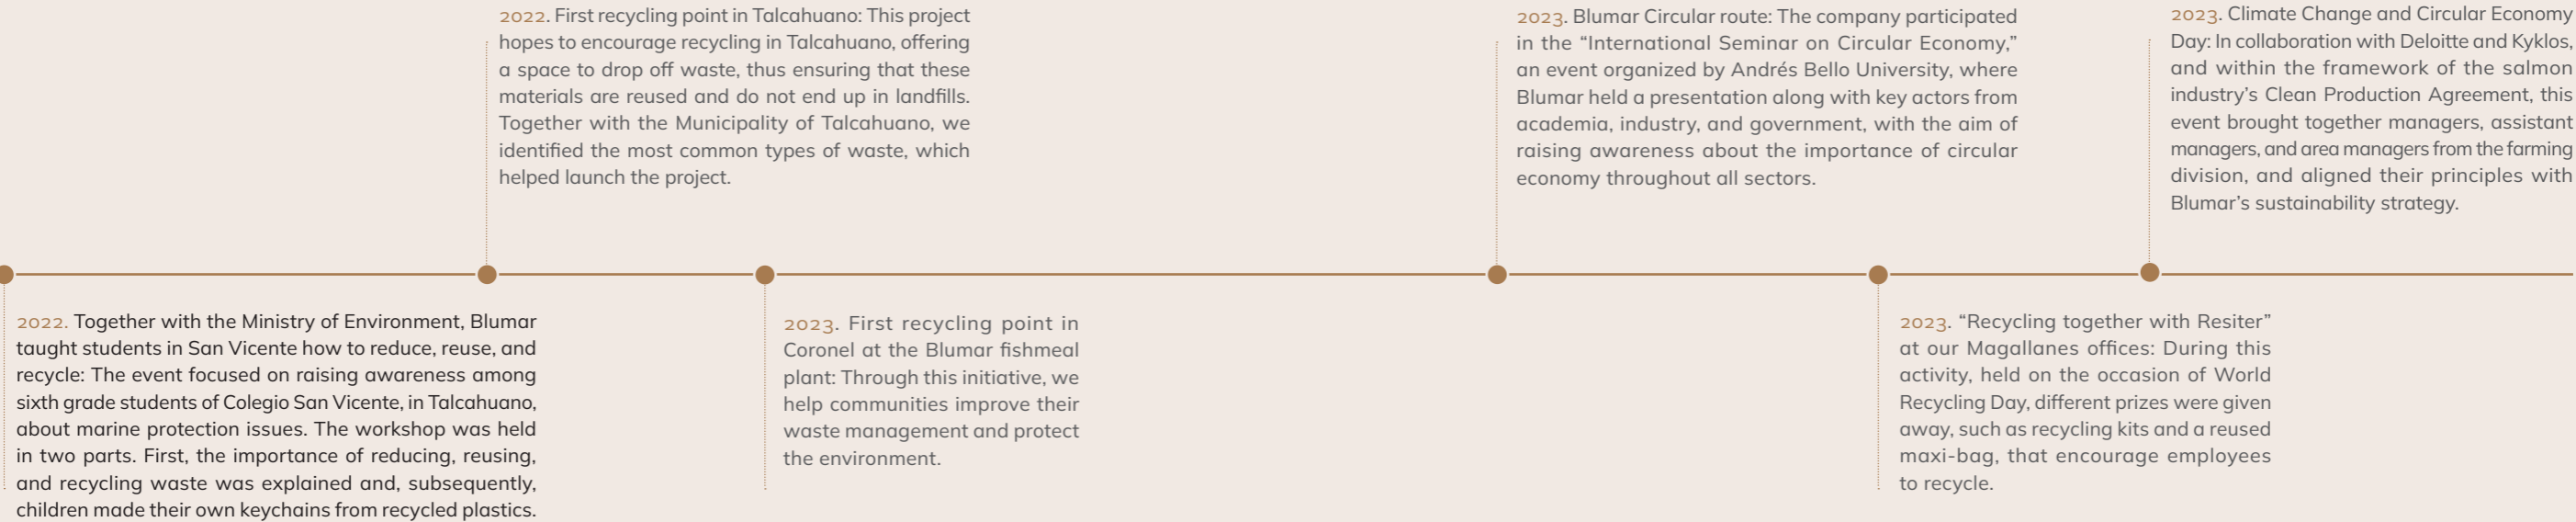 2022. First recycling point in Talcahuano: This project
hopes to encourage recycling in Talcahuano, offering
a space to drop off waste, thus ensuring that these
materials are reused and do not end up in landfills.
Together with the Municipality of Talcahuano, we
identified the most common types of waste, which
helped launch the project.
2023. Blumar Circular route: The company participated
in the “International Seminar on Circular Economy,”
an event organized by Andrés Bello University, where
Blumar held a presentation along with key actors from
academia, industry, and government, with the aim of
raising awareness about the importance of circular
economy throughout all sectors.
2023. Climate Change and Circular Economy
Day: In collaboration with Deloitte and Kyklos,
and within the framework of the salmon
industry’s Clean Production Agreement, this
event brought together managers, assistant
managers, and area managers from the farming
division, and aligned their principles with
Blumar’s sustainability strategy.
2022. Together with the Ministry of Environment, Blumar
taught students in San Vicente how to reduce, reuse, and
recycle: The event focused on raising awareness among
sixth grade students of Colegio San Vicente, in Talcahuano,
about marine protection issues. The workshop was held
in two parts. First, the importance of reducing, reusing,
and recycling waste was explained and, subsequently,
children made their own keychains from recycled plastics.
2023. First recycling point in
Coronel at the Blumar fishmeal
plant: Through this initiative, we
help communities improve their
waste management and protect
the environment.
2023. “Recycling together with Resiter”
at our Magallanes offices: During this
activity, held on the occasion of World
Recycling Day, different prizes were given
away, such as recycling kits and a reused
maxi-bag, that encourage employees
to recycle.